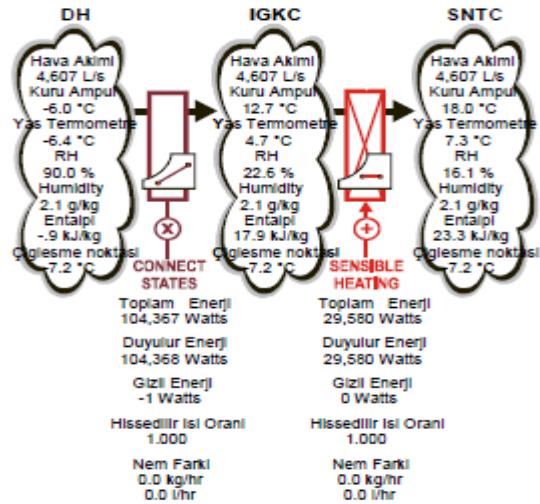 DH
Hava Akimi
4,607 L/s
Kuru Ampul
-6.0 °C
Yas Termometre
-6.4 °C
RH
90.0 %
Humidity
2.1 g/kg
Entalpi
-.9 kJ/kg
Çiglesme noktasi
-7.2 °C
CONNECT
STATES
Toplam Enerji
104,367 Watts
Duyulur Enerji
104,368 Watts
Gizli Enerji
-1 Watts
Hissedilir Isi Orani
1.000
Nem Farki
0.0 kg/hr
0.0 l/hr
IGKC
Hava Akimi
4,607 L/s
Kuru Ampul
12.7 °C
Yas Termometre
4.7 °C
RH
22.6 %
Humidity
2.1 g/kg
Entalpi
17.9 kJ/kg
Çiglesme noktasi
-7.2 °C
SENSIBLE
HEATING
Toplam Enerji
29,580 Watts
Duyulur Enerji
29,580 Watts
Gizli Enerji
0 Watts
Hissedilir Isi Orani
1.000
Nem Farki
0.0 kg/hr
0.0 l/hr
SNTC
Hava Akimi
4,607 L/s
Kuru Ampul
18.0 °C
Yas Termometre
7.3 °C
RH
16.1 %
Humidity
2.1 g/kg
Entalpi
23.3 kJ/kg
Çiglesme noktasi
-7.2 °C